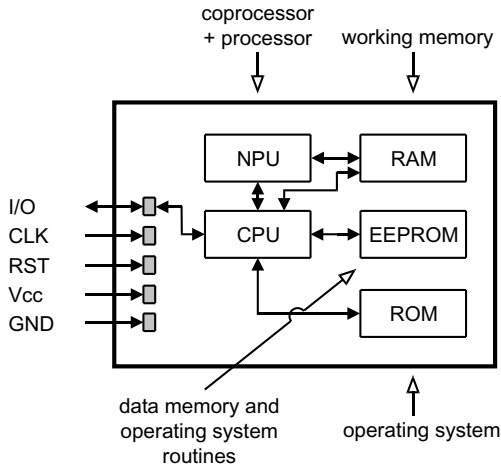 coprocessor
+ processor
working memory
NPU
RAM
I/O
CLK
CPU
EEPROM
RST
Vcc
GND
ROM
data memory and
operating system
routines
operating system